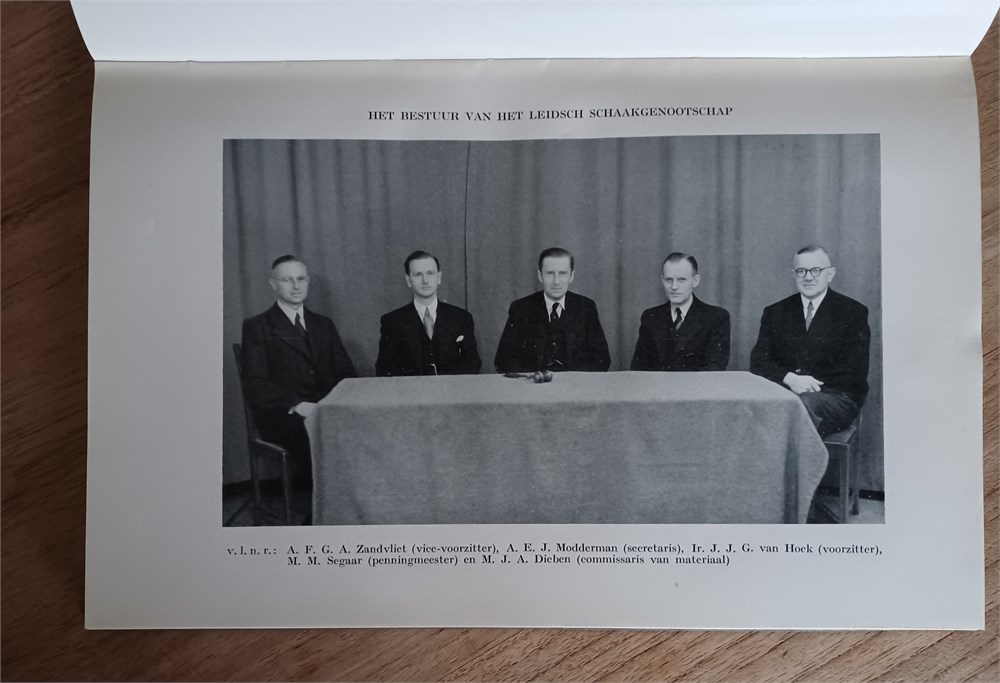 HET BESTUUR VAN HET LEIDSCH SCHAAKGENOOTSCHAP
v. l. n. r.: A. F. G. A. Zandvliet (vice-voorzitter), A. E. J. Modderman (secretaris), Ir. J. J. G. van Hoek (voorzitter),
M. M. Segaar (penningmeester) en M. J. A. Dieben (commissaris van materiaal)